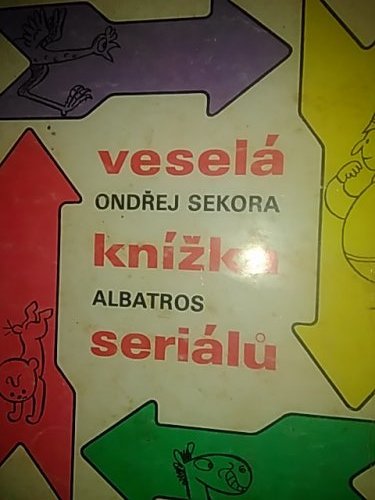 veselá
ONDŘEJ SEKORA
knížka
ALBATROS
seriálů